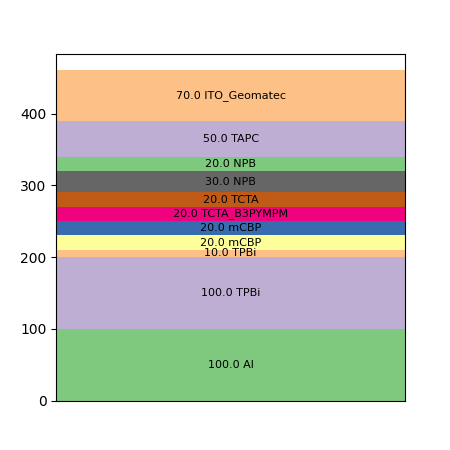 70.0 ITO_Geomatec
400
50.0 TAPC
20.0 NPB
30.0 NPB
300
20.0 TCTA
20.0 TCTA_B3PYMPM
20.0 mCBP
20.0 mCBP
10.0 TPBi
200
100.0 TPBi
100
100.0 Al
0